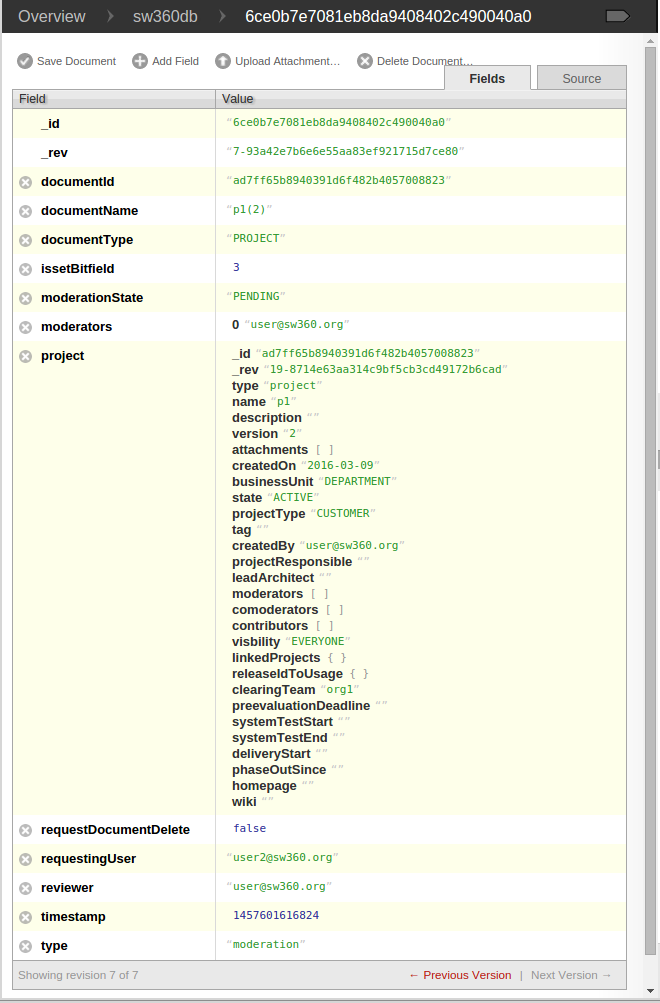 Overview sw360db 6ce0b7e7081eb8da9408402c490040a0
Save Document Add Field Upload Attachment... Delete Document...
Fields Source
Field Value
_id "6ce0b7e7081eb8da9408402c490040a0"
_rev "7-93a42e7b6e6e55aa83ef921715d7ce80"
documentId "ad7ff65b8940391d6f482b4057008823"
documentName "p1(2)"
documentType "PROJECT"
issetBitfield 3
moderationState "PENDING"
moderators 0 "user@sw360.org"
project _id "ad7ff65b8940391d6f482b4057008823"
_rev "19-8714e63aa314c9bf5cb3cd49172b6cad"
type "project"
name "p1"
description ""
version "2"
attachments [ ]
createdOn "2016-03-09"
businessUnit "DEPARTMENT"
state "ACTIVE"
projectType "CUSTOMER"
tag ""
createdBy "user@sw360.org"
projectResponsible ""
leadArchitect ""
moderators [ ]
comoderators [ ]
contributors [ ]
visbility "EVERYONE"
linkedProjects { }
releaseIdToUsage { }
clearingTeam "org1"
preevaluationDeadline ""
systemTestStart ""
systemTestEnd ""
deliveryStart ""
phaseOutSince ""
homepage ""
wiki ""
requestDocumentDelete false
requestingUser "user2@sw360.org"
reviewer "user@sw360.org"
timestamp 1457601616824
type "moderation"
Showing revision 7 of 7 ← Previous Version | Next Version →